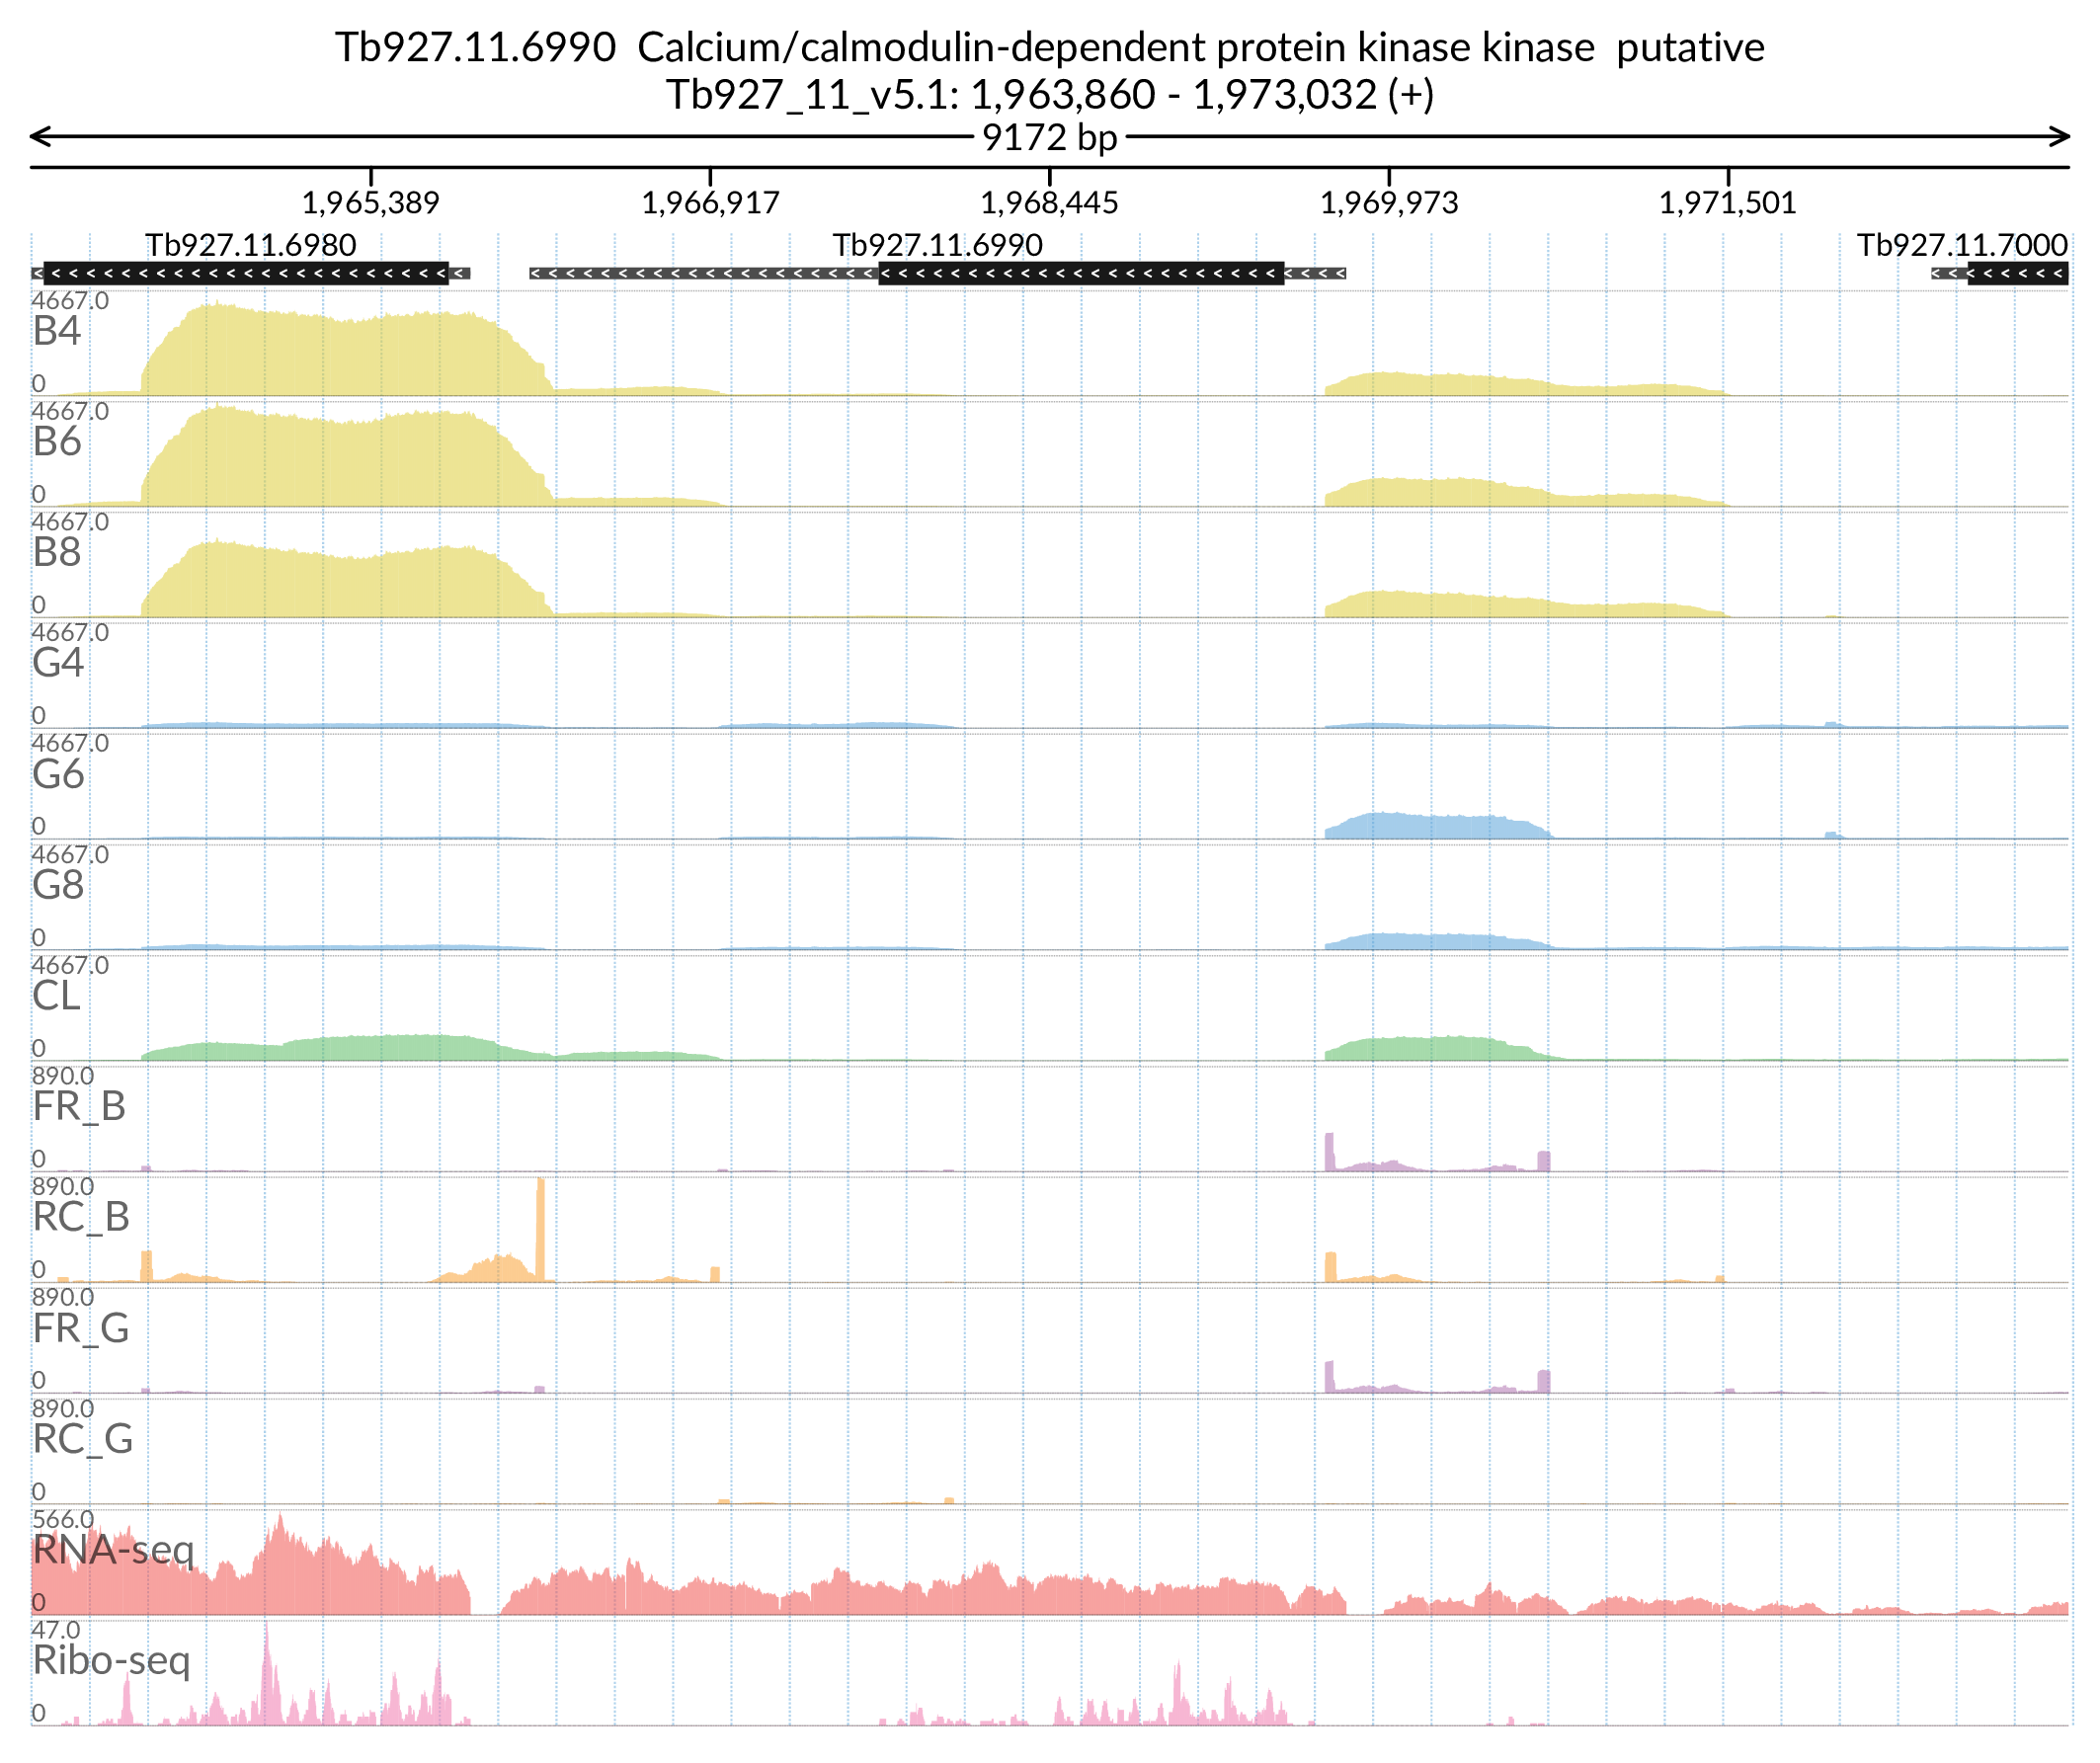 Tb927.11.6990  Calcium/calmodulin-dependent protein kinase kinase  putative
Tb927_11_v5.1: 1,963,860 - 1,973,032 (+)
9172 bp
1,965,389 1,966,917 1,968,445 1,969,973 1,971,501
Tb927.11.6980 Tb927.11.6990 Tb927.11.7000
4667.0
B4
0
4667.0
B6
0
4667.0
B8
0
4667.0
G4
0
4667.0
G6
0
4667.0
G8
0
4667.0
CL
0
890.0
FR_B
0
890.0
RC_B
0
890.0
FR_G
0
890.0
RC_G
0
566.0
RNA-seq
0
47.0
Ribo-seq
0